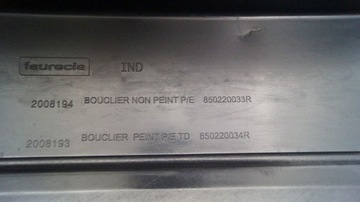 faurecia IND
2008194 BOUCLIER NON PEINT P/E 850220033R
2008193 BOUCLIER PEINT P/E TD 850220034R